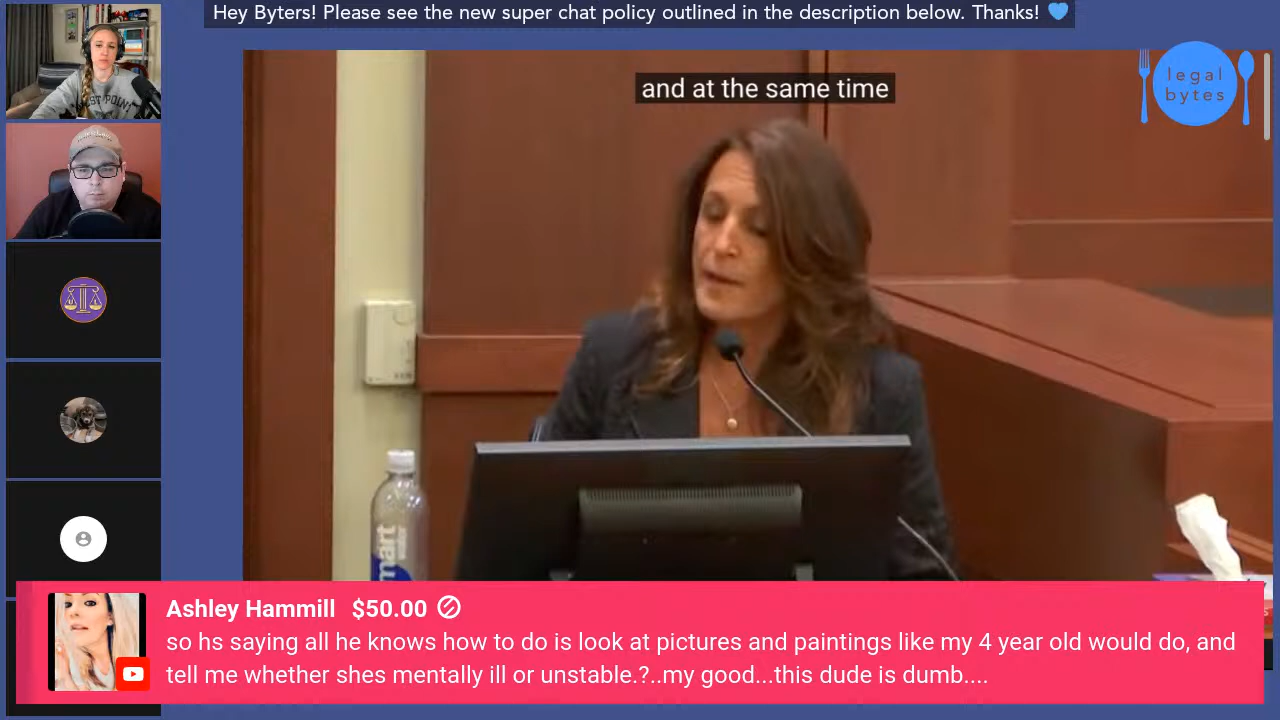 Hey Byters! Please see the new super chat policy outlined in the description below. Thanks! 💙
and at the same time
legal
bytes
Ashley Hammill $50.00
so hs saying all he knows how to do is look at pictures and paintings like my 4 year old would do, and
tell me whether shes mentally ill or unstable.?..my good...this dude is dumb....